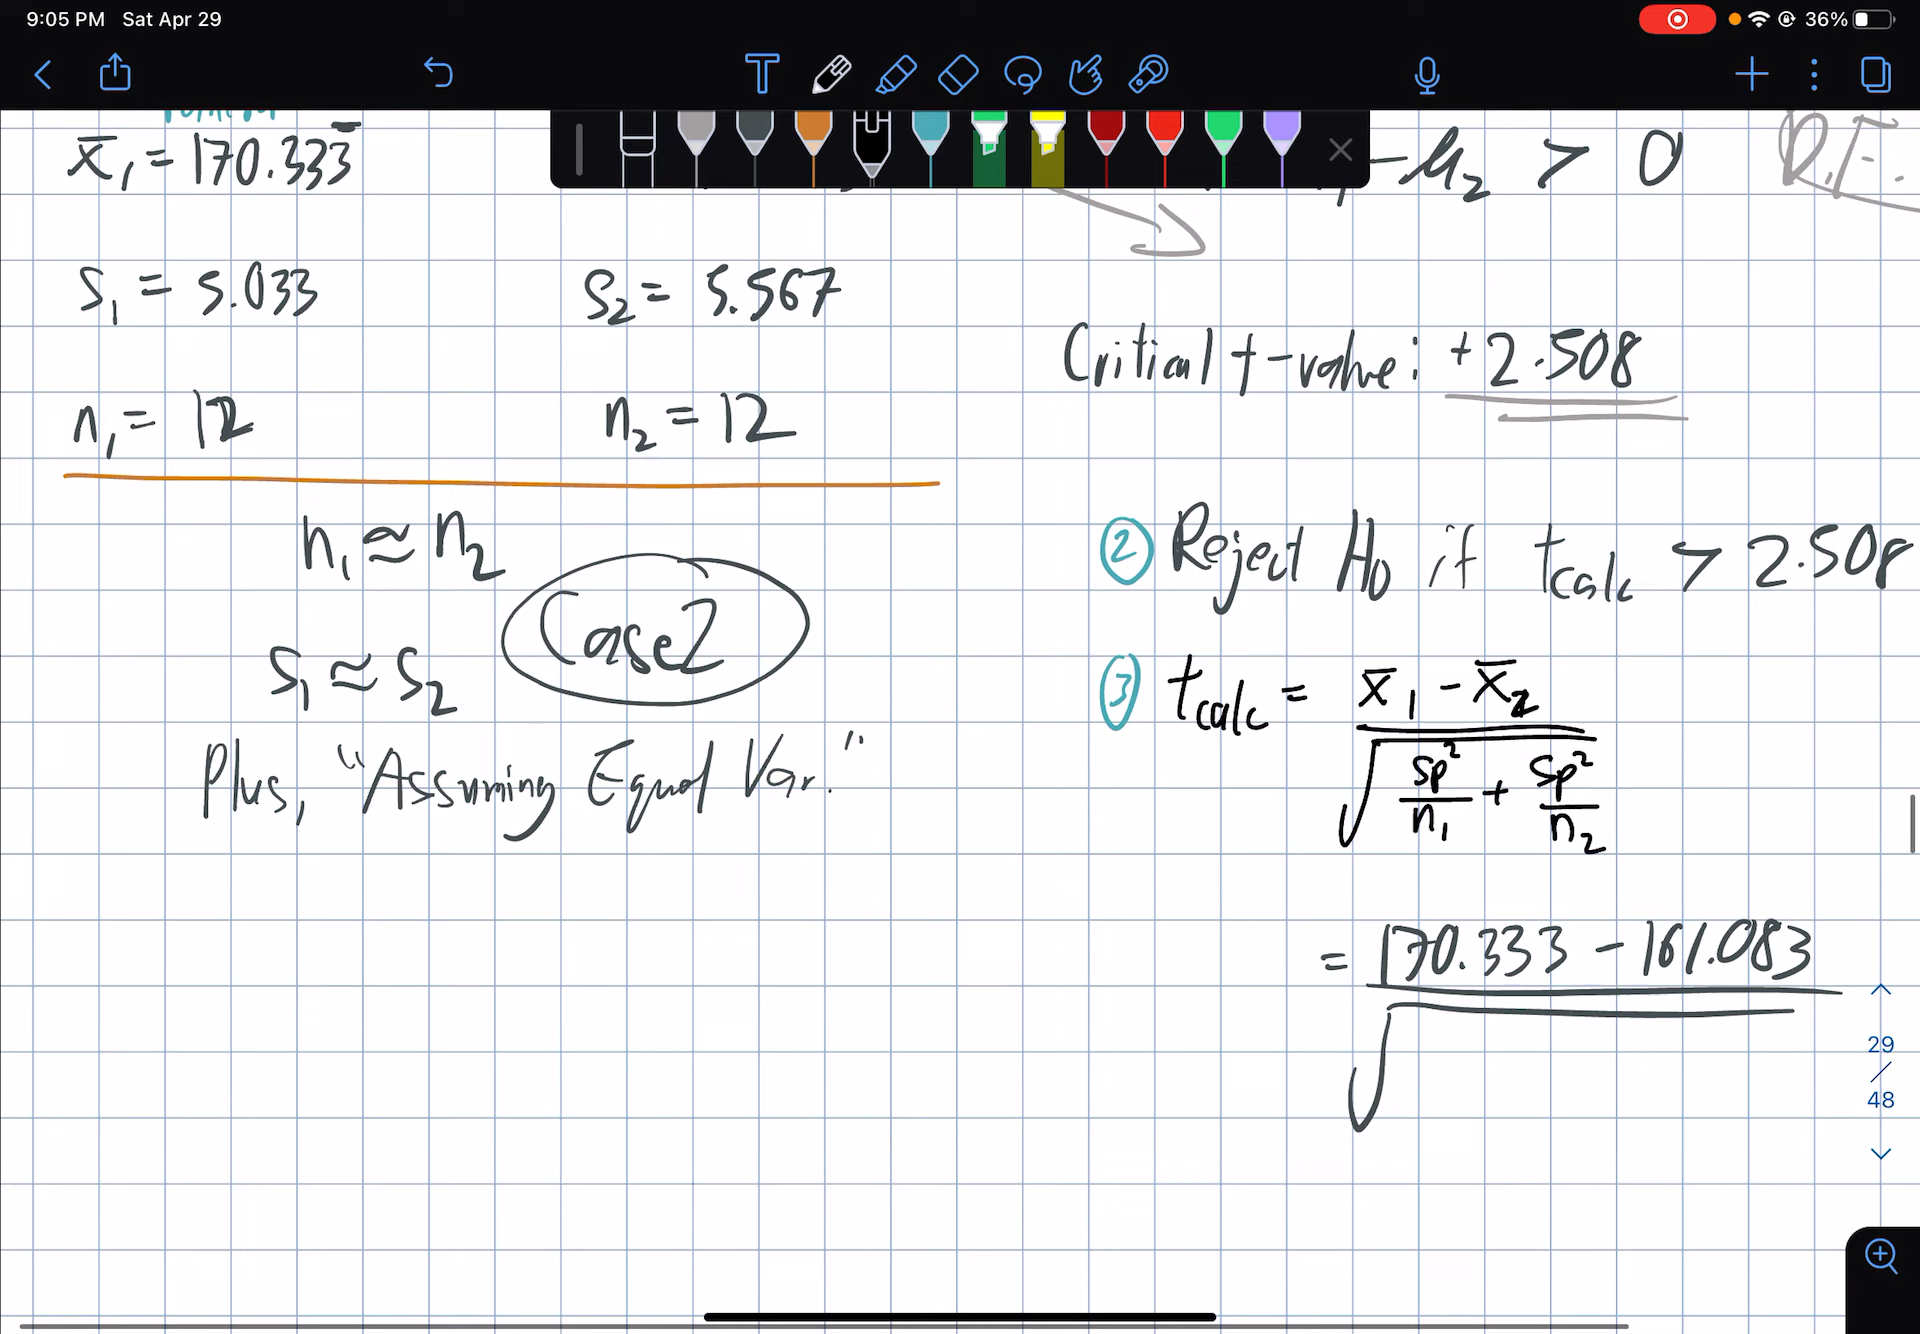 9:05 PM Sat Apr 29
36%
T
x̄₁ = 170.333̄
-μ₂ > 0
s₁ = 5.033
s₂ = 5.567
Critical t-value: +2.508
n₁ = 12
n₂ = 12
n₁ ≈ n₂
Case 2
② Reject H₀ if tcalc > 2.508
s₁ ≈ s₂
③ tcalc = x̄₁ - x̄₂
√ sp²/n₁ + sp²/n₂
Plus, "Assuming Equal Var."
= 170.333 - 161.083
√
29
/
48